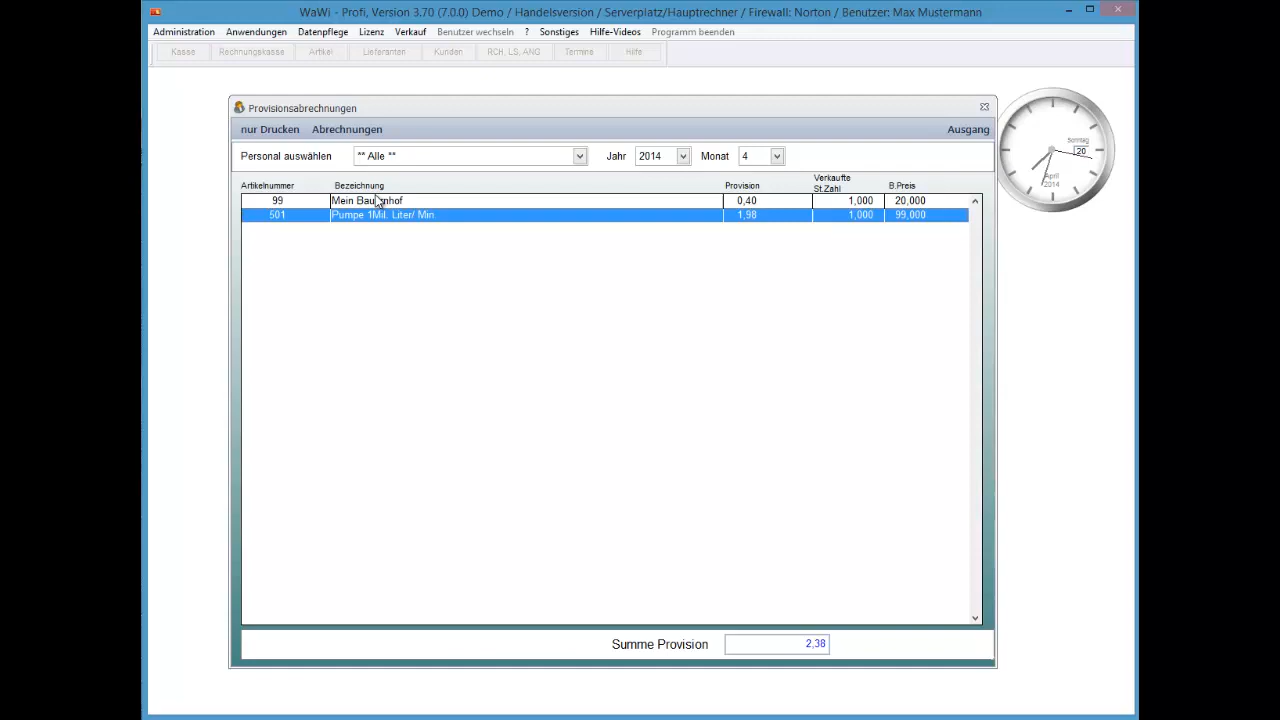 WaWi - Profi, Version 3.70 (7.0.0) Demo / Handelsversion / Serverplatz/Hauptrechner / Firewall: Norton / Benutzer: Max Mustermann
Administration Anwendungen Datenpflege Lizenz Verkauf Benutzer wechseln ? Sonstiges Hilfe-Videos Programm beenden
Kasse Rechnungskasse Artikel Lieferanten Kunden RCH, LS, ANG Termine Hilfe
Provisionsabrechnungen
nur Drucken Abrechnungen Ausgang
Personal auswählen ** Alle ** Jahr 2014 Monat 4
Sonntag
20
April
2014
Artikelnummer Bezeichnung Provision Verkaufte St.Zahl B.Preis
99 Mein 0,40 1,000 20,000
501 Pumpe 1Mil. Liter/ Min. 1,98 1,000 99,000
Summe Provision 2,38